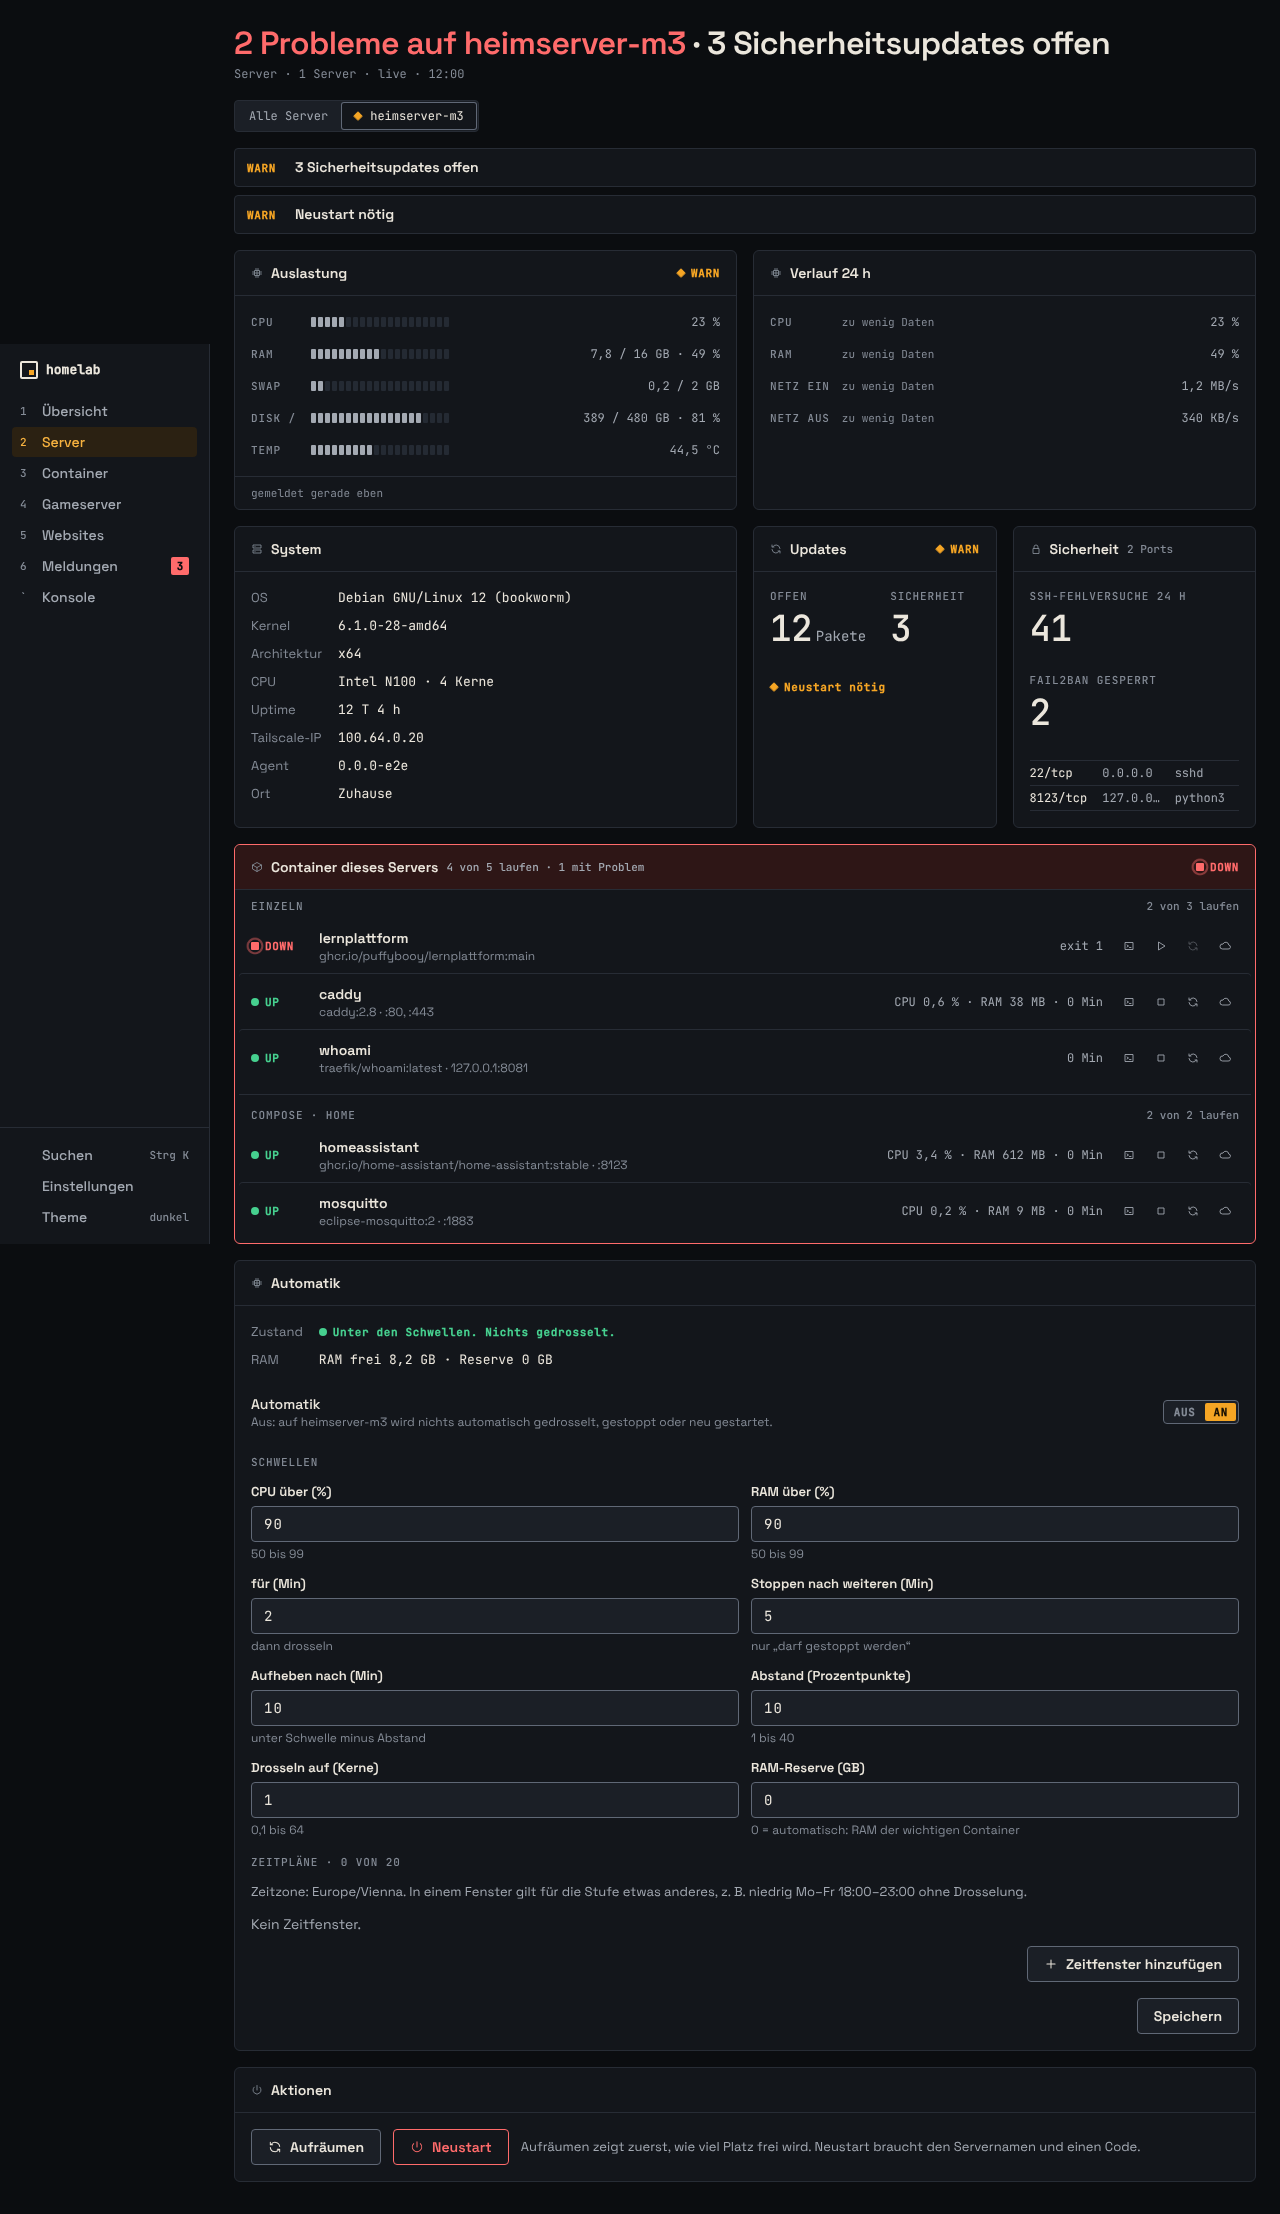 2 Probleme auf heimserver-m3 · 3 Sicherheitsupdates offen
Server · 1 Server · live · 12:00
Alle Server
heimserver-m3
WARN 3 Sicherheitsupdates offen
WARN Neustart nötig
homelab
1 Übersicht
2 Server
3 Container
4 Gameserver
5 Websites
6 Meldungen 3
` Konsole
Suchen Strg K
Einstellungen
Theme dunkel
Auslastung WARN
CPU 23 %
RAM 7,8 / 16 GB · 49 %
SWAP 0,2 / 2 GB
DISK / 389 / 480 GB · 81 %
TEMP 44,5 °C
gemeldet gerade eben
Verlauf 24 h
CPU zu wenig Daten 23 %
RAM zu wenig Daten 49 %
NETZ EIN zu wenig Daten 1,2 MB/s
NETZ AUS zu wenig Daten 340 KB/s
System
OS Debian GNU/Linux 12 (bookworm)
Kernel 6.1.0-28-amd64
Architektur x64
CPU Intel N100 · 4 Kerne
Uptime 12 T 4 h
Tailscale-IP 100.64.0.20
Agent 0.0.0-e2e
Ort Zuhause
Updates WARN
OFFEN SICHERHEIT
12 Pakete 3
Neustart nötig
Sicherheit 2 Ports
SSH-FEHLVERSUCHE 24 H
41
FAIL2BAN GESPERRT
2
22/tcp 0.0.0.0 sshd
8123/tcp 127.0.0… python3
Container dieses Servers 4 von 5 laufen · 1 mit Problem DOWN
EINZELN 2 von 3 laufen
DOWN lernplattform exit 1
ghcr.io/puffybooy/lernplattform:main
UP caddy CPU 0,6 % · RAM 38 MB · 0 Min
caddy:2.8 · :80, :443
UP whoami 0 Min
traefik/whoami:latest · 127.0.0.1:8081
COMPOSE · HOME 2 von 2 laufen
UP homeassistant CPU 3,4 % · RAM 612 MB · 0 Min
ghcr.io/home-assistant/home-assistant:stable · :8123
UP mosquitto CPU 0,2 % · RAM 9 MB · 0 Min
eclipse-mosquitto:2 · :1883
Automatik
Zustand Unter den Schwellen. Nichts gedrosselt.
RAM RAM frei 8,2 GB · Reserve 0 GB
Automatik
Aus: auf heimserver-m3 wird nichts automatisch gedrosselt, gestoppt oder neu gestartet.
AUS AN
SCHWELLEN
CPU über (%) RAM über (%)
90 90
50 bis 99 50 bis 99
für (Min) Stoppen nach weiteren (Min)
2 5
dann drosseln nur „darf gestoppt werden“
Aufheben nach (Min) Abstand (Prozentpunkte)
10 10
unter Schwelle minus Abstand 1 bis 40
Drosseln auf (Kerne) RAM-Reserve (GB)
1 0
0,1 bis 64 0 = automatisch: RAM der wichtigen Container
ZEITPLÄNE · 0 VON 20
Zeitzone: Europe/Vienna. In einem Fenster gilt für die Stufe etwas anderes, z. B. niedrig Mo–Fr 18:00–23:00 ohne Drosselung.
Kein Zeitfenster.
Zeitfenster hinzufügen
Speichern
Aktionen
Aufräumen Neustart Aufräumen zeigt zuerst, wie viel Platz frei wird. Neustart braucht den Servernamen und einen Code.